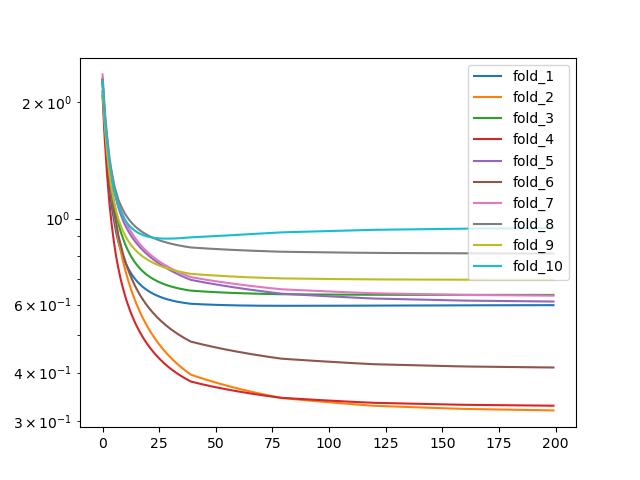 2 × 10⁰
10⁰
6 × 10⁻¹
4 × 10⁻¹
3 × 10⁻¹
0 25 50 75 100 125 150 175 200
fold_1
fold_2
fold_3
fold_4
fold_5
fold_6
fold_7
fold_8
fold_9
fold_10